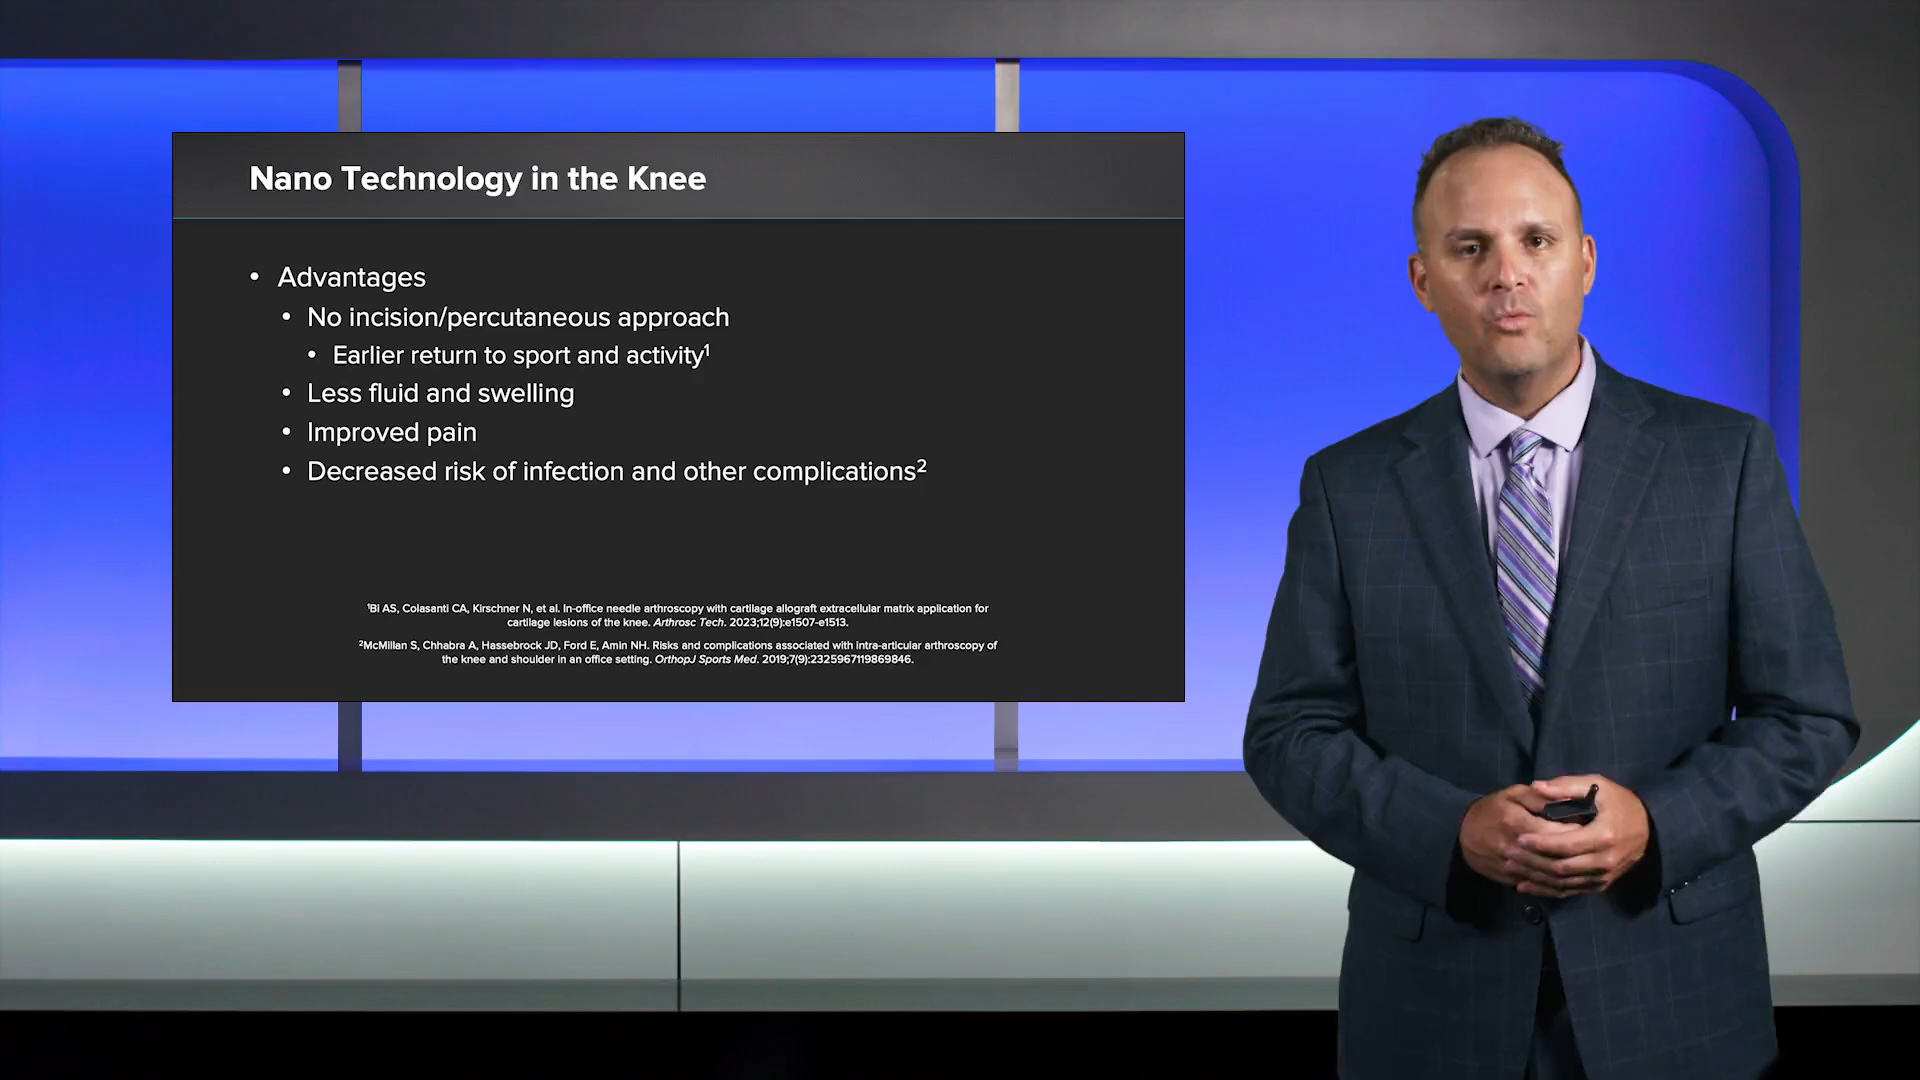 Nano Technology in the Knee
• Advantages
• No incision/percutaneous approach
• Earlier return to sport and activity¹
• Less fluid and swelling
• Improved pain
• Decreased risk of infection and other complications²
¹Bi AS, Colasanti CA, Kirschner N, et al. In-office needle arthroscopy with cartilage allograft extracellular matrix application for
cartilage lesions of the knee. Arthrosc Tech. 2023;12(9):e1507-e1513.
²McMillan S, Chhabra A, Hassebrock JD, Ford E, Amin NH. Risks and complications associated with intra-articular arthroscopy of
the knee and shoulder in an office setting. OrthopJ Sports Med. 2019;7(9):2325967119869846.